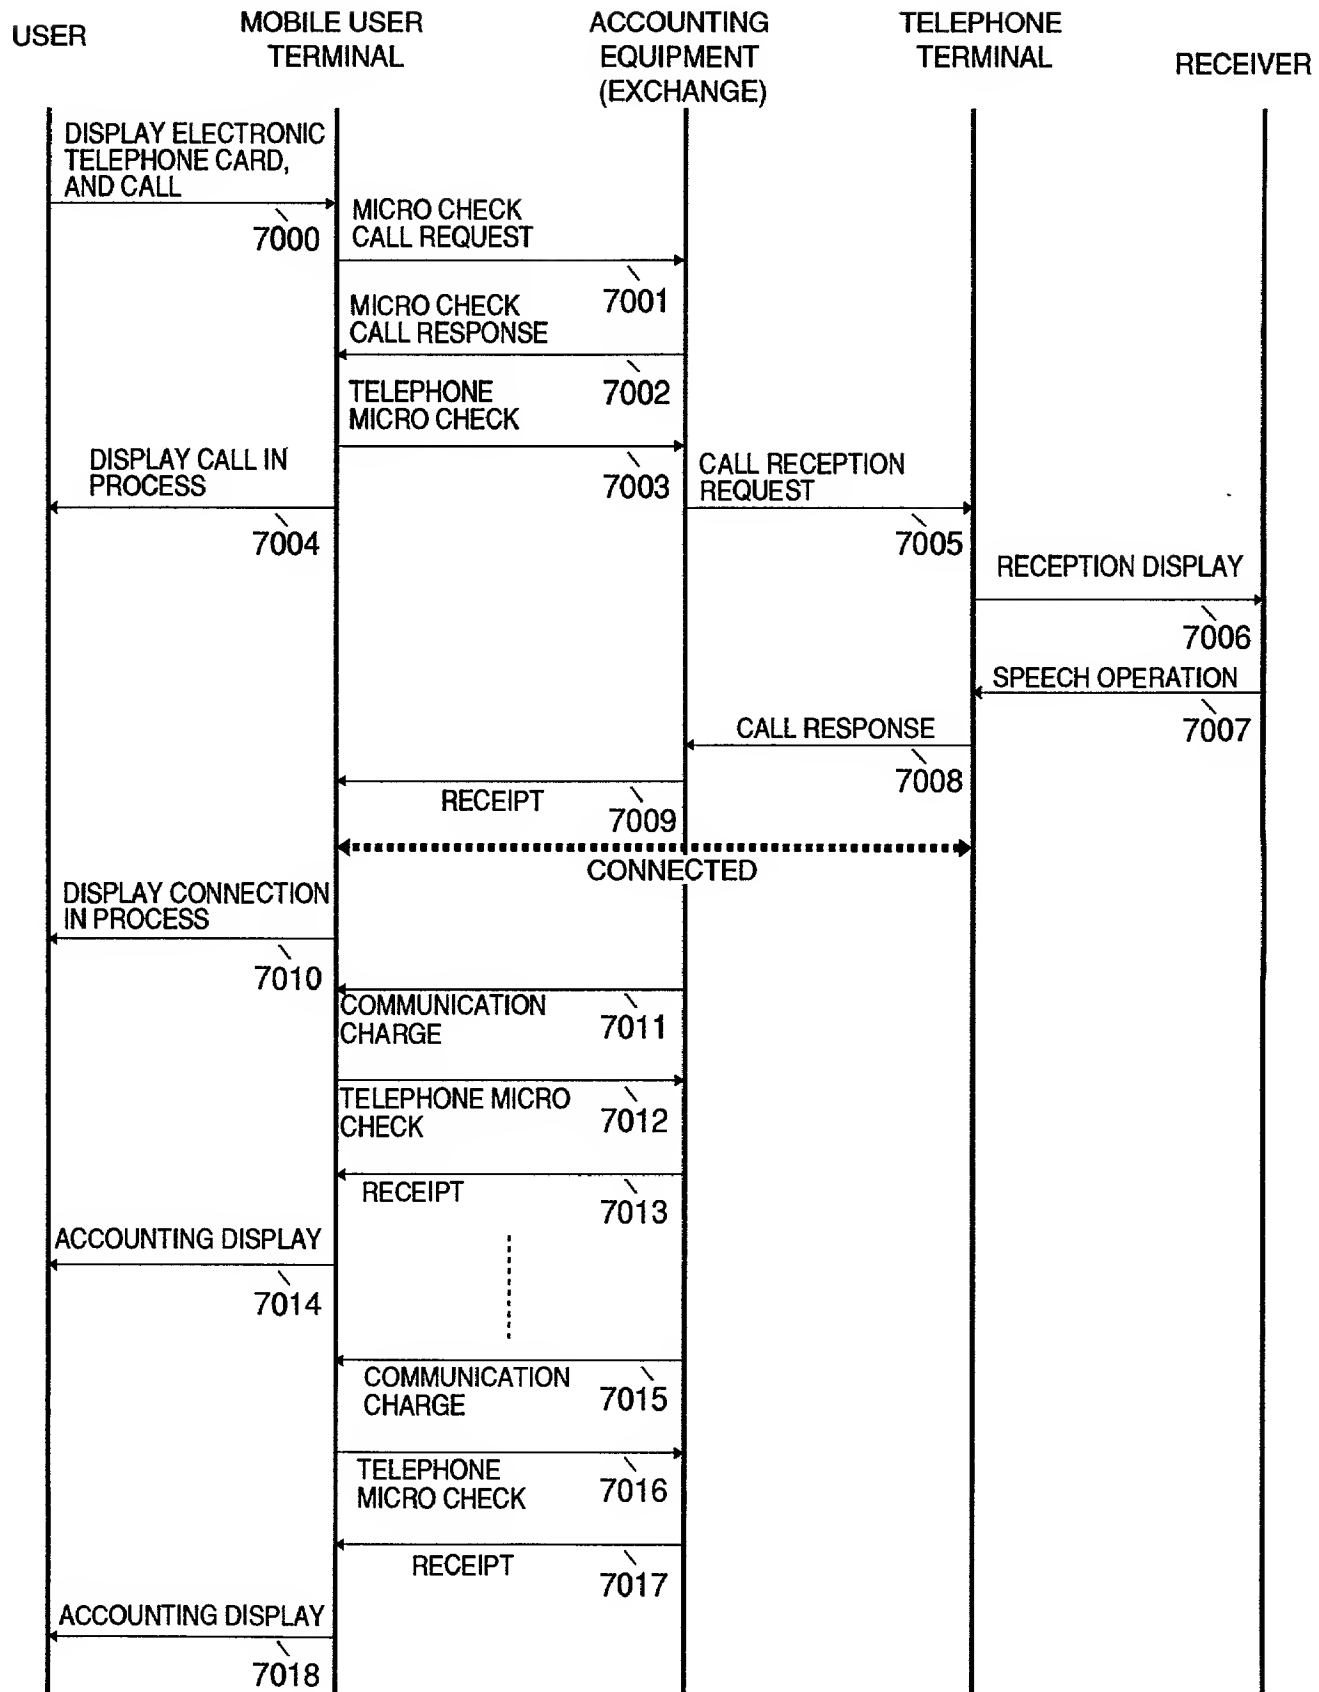 USER
MOBILE USER
TERMINAL
ACCOUNTING
EQUIPMENT
(EXCHANGE)
TELEPHONE
TERMINAL
RECEIVER
DISPLAY ELECTRONIC
TELEPHONE CARD,
AND CALL
7000
MICRO CHECK
CALL REQUEST
7001
MICRO CHECK
CALL RESPONSE
7002
TELEPHONE
MICRO CHECK
7003
DISPLAY CALL IN
PROCESS
7004
CALL RECEPTION
REQUEST
7005
RECEPTION DISPLAY
7006
SPEECH OPERATION
7007
CALL RESPONSE
7008
RECEIPT
7009
CONNECTED
DISPLAY CONNECTION
IN PROCESS
7010
COMMUNICATION
CHARGE
7011
TELEPHONE MICRO
CHECK
7012
RECEIPT
7013
ACCOUNTING DISPLAY
7014
COMMUNICATION
CHARGE
7015
TELEPHONE
MICRO CHECK
7016
RECEIPT
7017
ACCOUNTING DISPLAY
7018